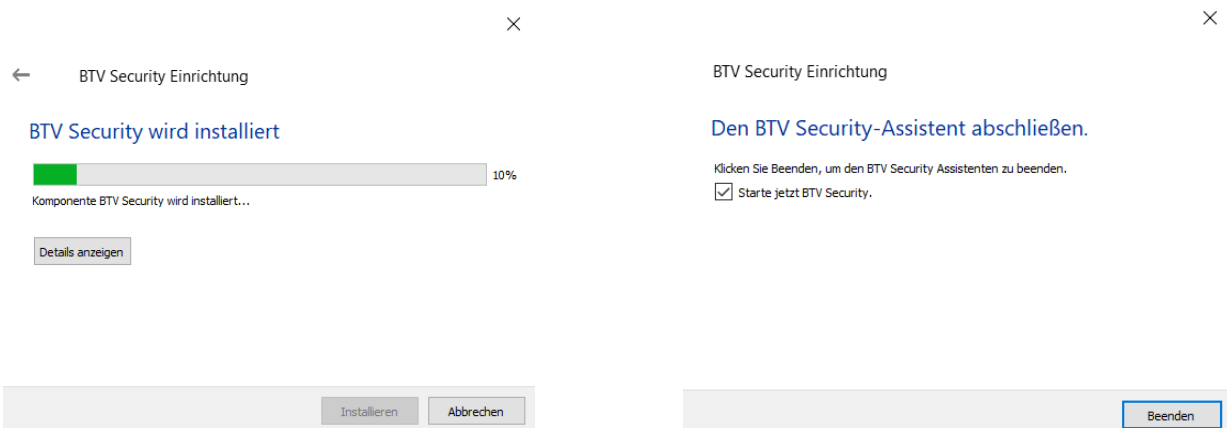 BTV Security Einrichtung
BTV Security wird installiert
10%
Komponente BTV Security wird installiert...
Details anzeigen
Installieren
Abbrechen
BTV Security Einrichtung
Den BTV Security-Assistent abschließen.
Klicken Sie Beenden, um den BTV Security Assistenten zu beenden.
Starte jetzt BTV Security.
Beenden